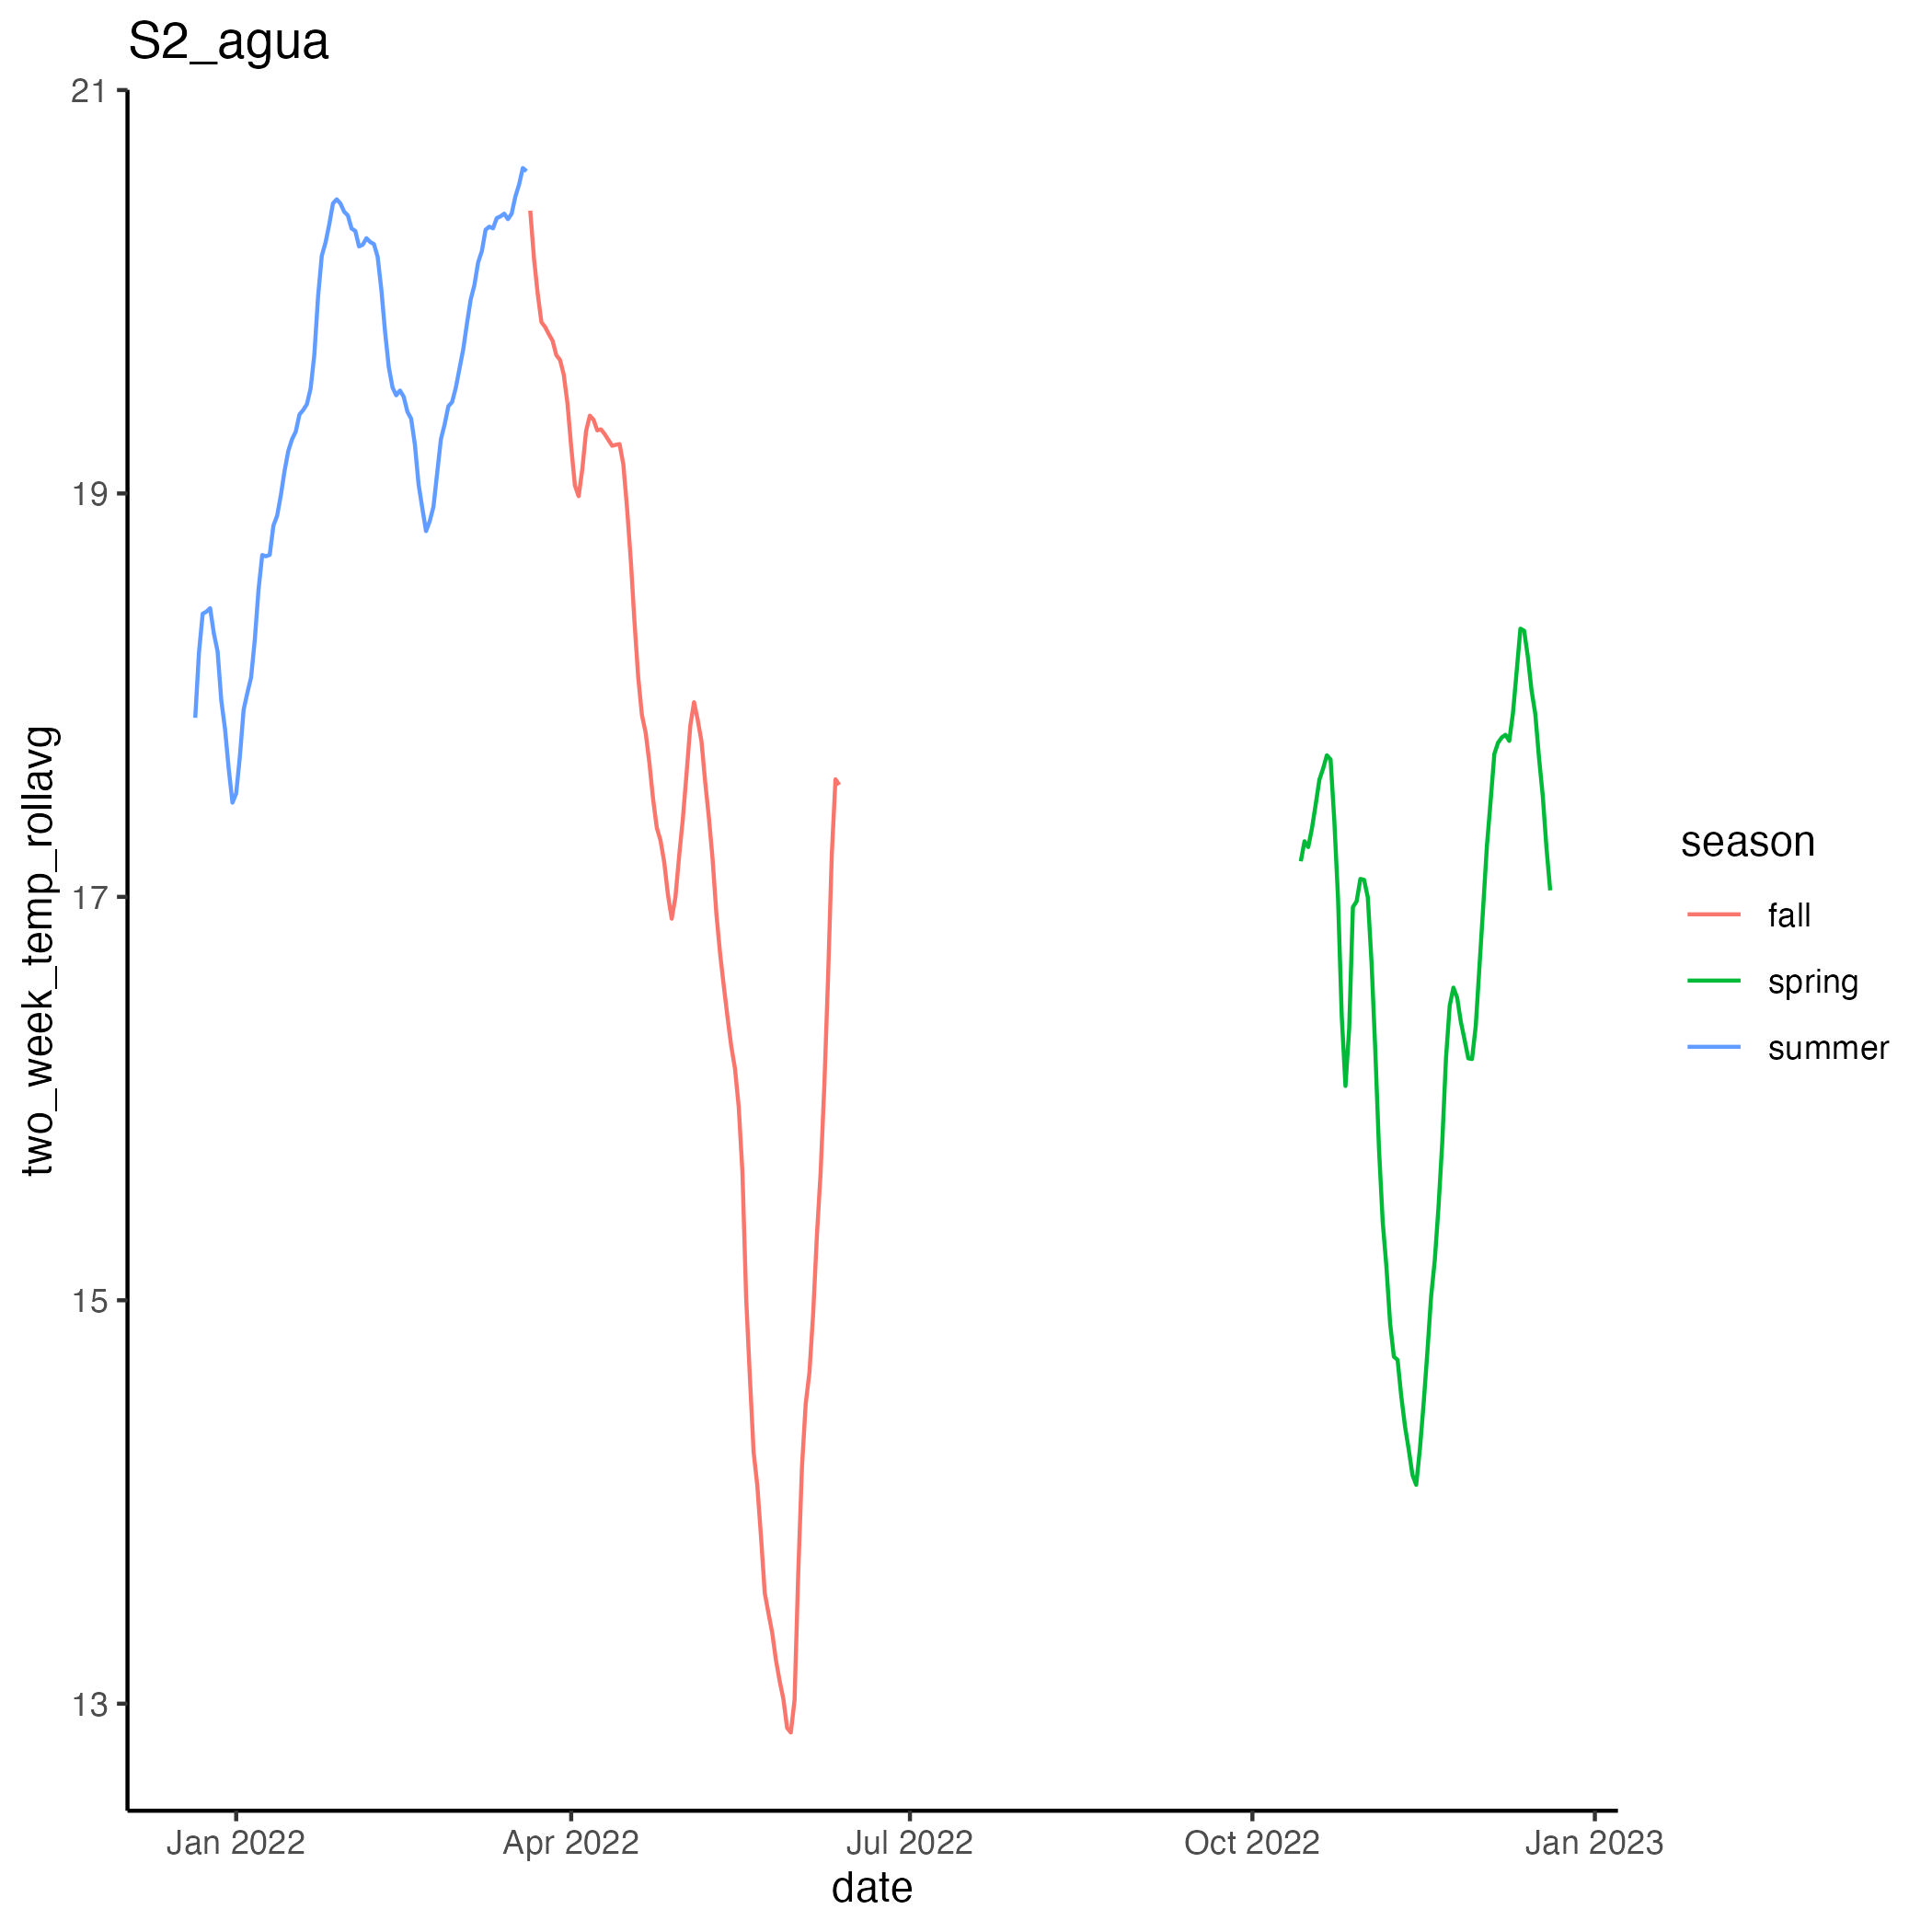 S2_agua
two_week_temp_rollavg
21
19
17
15
13
Jan 2022 Apr 2022 Jul 2022 Oct 2022 Jan 2023
date
season
fall
spring
summer